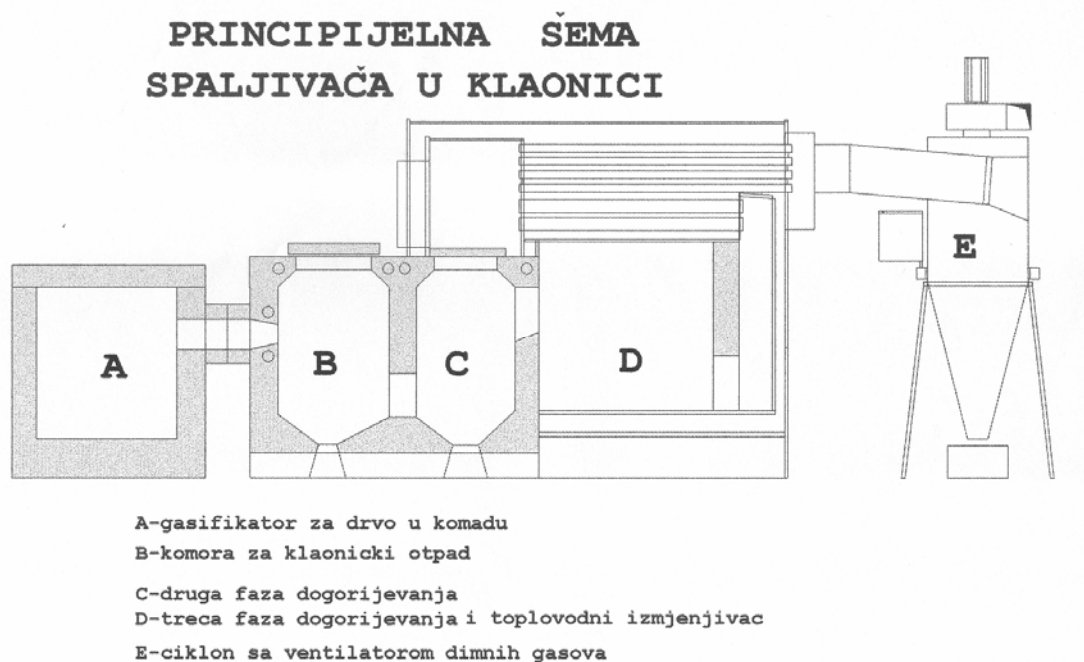 PRINCIPIJELNA ŠEMA
SPALJIVAČA U KLAONICI
A
B
C
D
E
A-gasifikator za drvo u komadu
B-komora za klaonicki otpad
C-druga faza dogorijevanja
D-treca faza dogorijevanja i toplovodni izmjenjivac
E-ciklon sa ventilatorom dimnih gasova